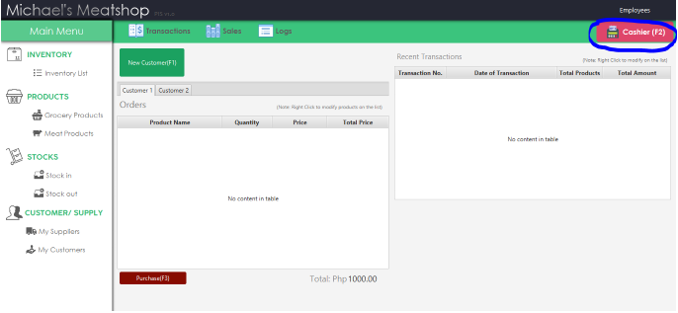 Michael's Meatshop
Employees
Main Menu
Transactions
Sales
Logs
Cashier (F2)
INVENTORY
Inventory List
PRODUCTS
Grocery Products
Meat Products
STOCKS
Stock in
Stock out
CUSTOMER/ SUPPLY
My Suppliers
My Customers
New Customer(F1)
Customer 1 Customer 2
Orders
(Note: Right Click to modify products on the list)
Product Name Quantity Price Total Price
No content in table
Purchase(F3)
Total: Php 1000.00
Recent Transactions
(Note: Right Click to modify on the list)
Transaction No. Date of Transaction Total Products Total Amount
No content in table